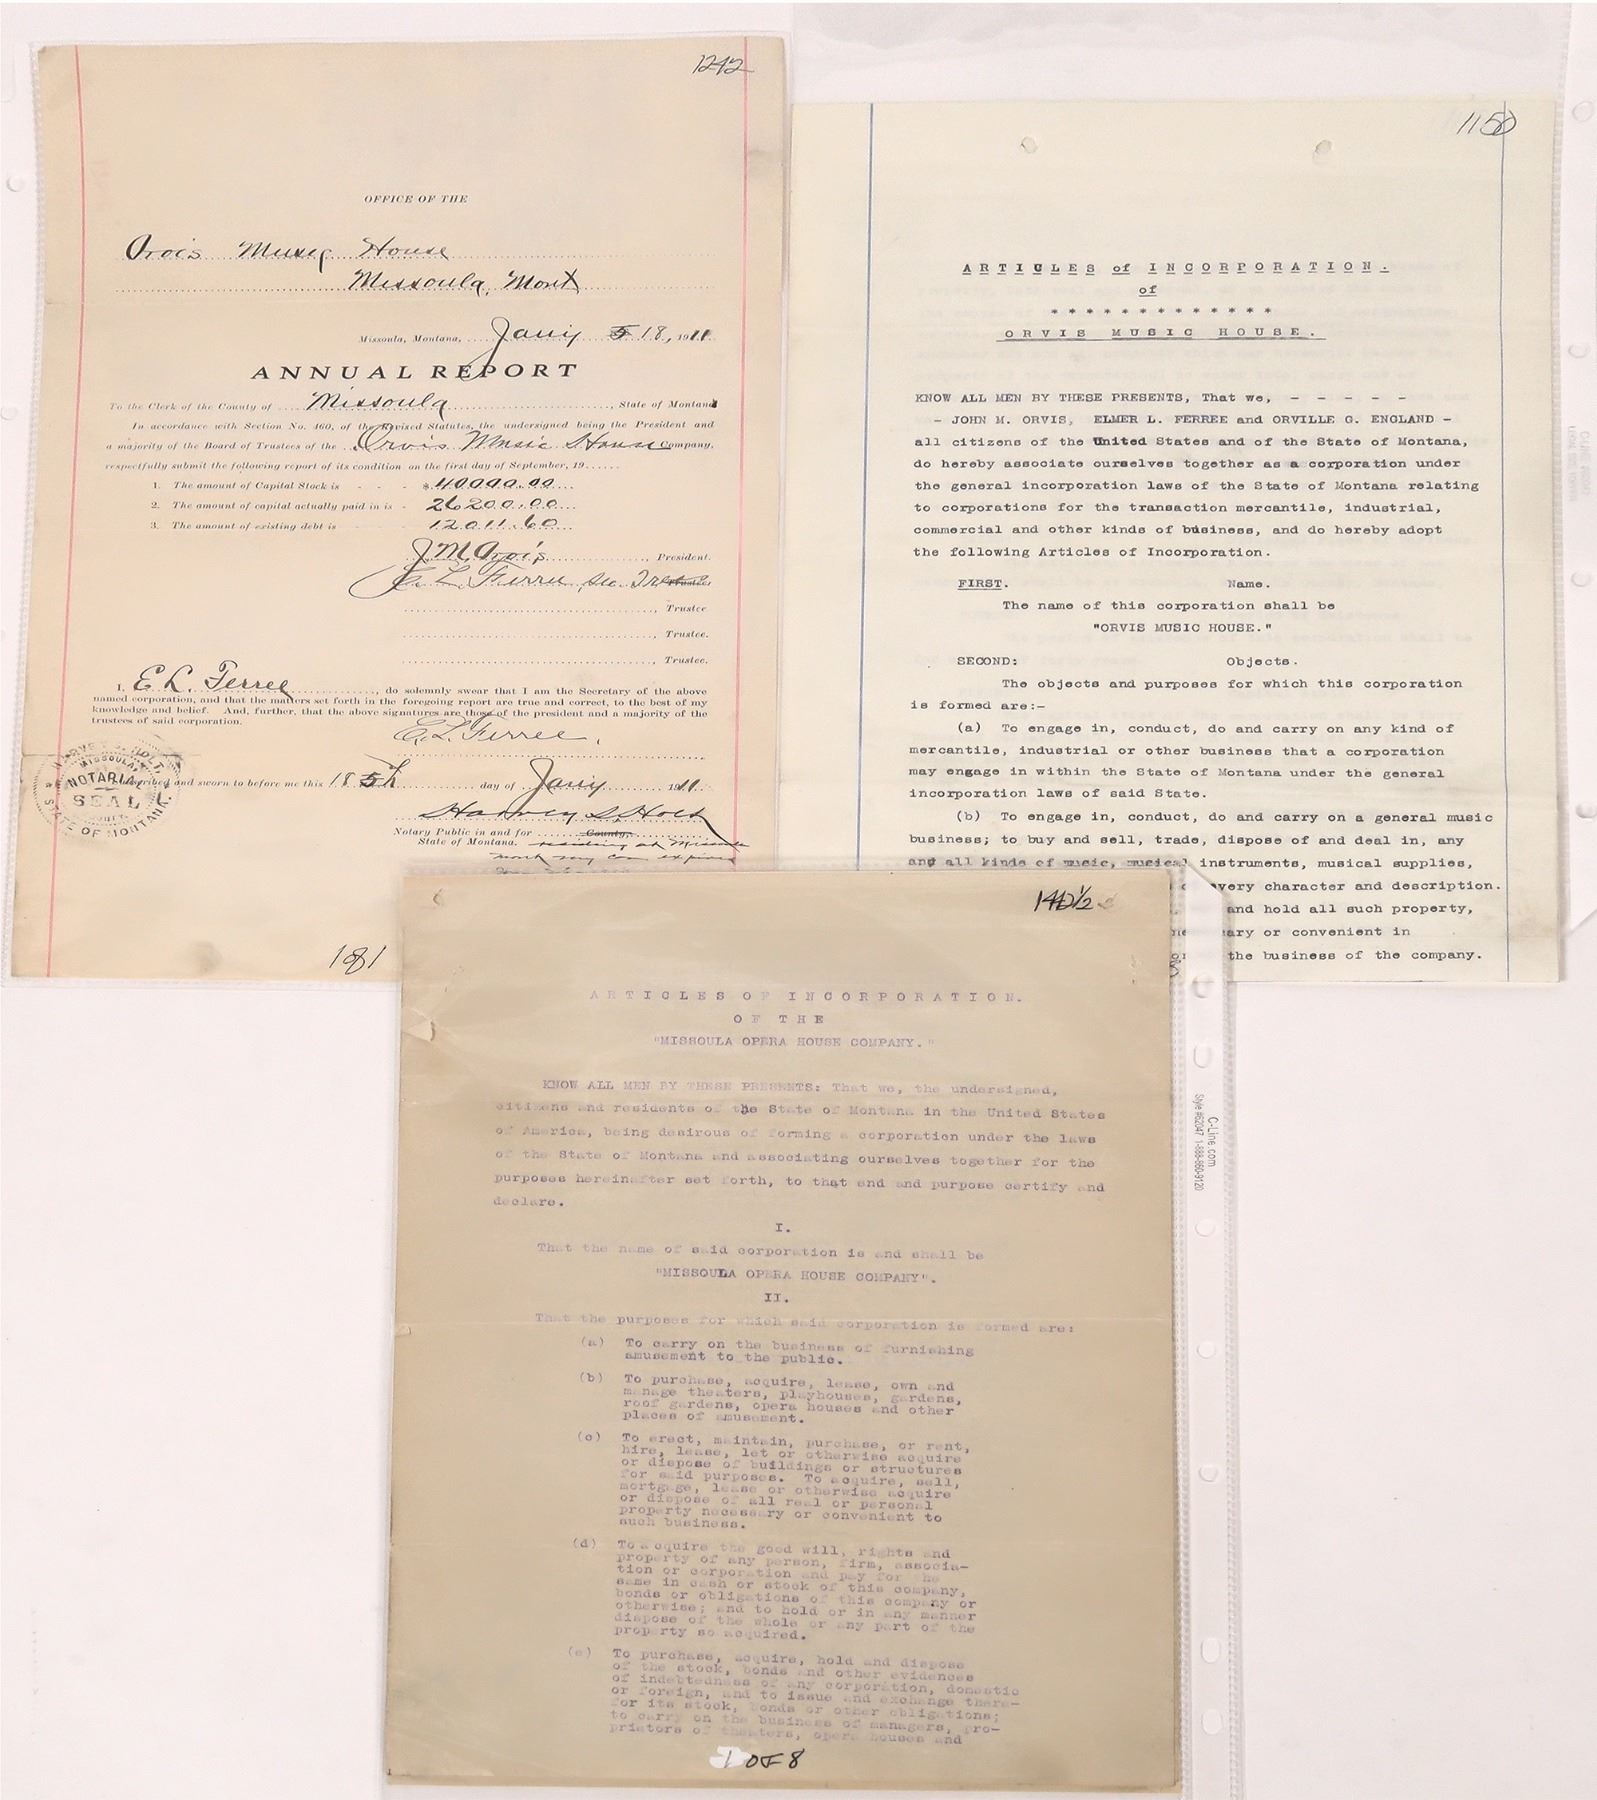 1242
OFFICE OF THE
Orvis Music House
Missoula, Mont
Missoula, Montana, Jany 5 18, 1911
ANNUAL REPORT
To the Clerk of the County of Missoula, State of Montana
In accordance with Section No. 460, of the Revised Statutes, the undersigned being the President and
a majority of the Board of Trustees of the Orvis Music House Company,
respectfully submit the following report of its condition on the first day of September, 19......
1. The amount of Capital Stock is - - - $40000.00
2. The amount of capital actually paid in is - 26200.00
3. The amount of existing debt is - - 12011.60
J M Orvis, President.
E. L. Ferree, Sec. Tre Trustee
, Trustee
, Trustee.
, Trustee.
I, E L. Ferree, do solemnly swear that I am the Secretary of the above
named corporation, and that the matters set forth in the foregoing report are true and correct, to the best of my
knowledge and belief. And, further, that the above signatures are those of the president and a majority of the
trustees of said corporation.
E. L. Ferree.
HARVEY S. HOLT
MISSOULA
NOTARIAL
SEAL
STATE OF MONTANA.
and sworn to before me this 18 5th day of Jany 1911
Harvey S. Holt
Notary Public in and for County,
State of Montana. residing at Missoula
mont my com expires
181
1150
ARTICLES of INCORPORATION.
of
* * * * * * * * * * * * *
ORVIS MUSIC HOUSE.
KNOW ALL MEN BY THESE PRESENTS, That we, - - - - -
- JOHN M. ORVIS, ELMER L. FERREE and ORVILLE G. ENGLAND -
all citizens of the United States and of the State of Montana,
do hereby associate ourselves together as a corporation under
the general incorporation laws of the State of Montana relating
to corporations for the transaction mercantile, industrial,
commercial and other kinds of business, and do hereby adopt
the following Articles of Incorporation.
FIRST. Name.
The name of this corporation shall be
"ORVIS MUSIC HOUSE."
SECOND: Objects.
The objects and purposes for which this corporation
is formed are:-
(a) To engage in, conduct, do and carry on any kind of
mercantile, industrial or other business that a corporation
may engage in within the State of Montana under the general
incorporation laws of said State.
(b) To engage in, conduct, do and carry on a general music
business; to buy and sell, trade, dispose of and deal in, any
and all kinds of music, musical instruments, musical supplies,
every character and description.
and hold all such property,
ary or convenient in
the business of the company.
C-Line.com
Style #62047 1-888-860-9120
ARTICLES OF INCORPORATION.
OF THE
"MISSOULA OPERA HOUSE COMPANY."
KNOW ALL MEN BY THESE PRESENTS: That we, the undersigned,
citizens and residents of the State of Montana in the United States
of America, being desirous of forming a corporation under the laws
of the State of Montana and associating ourselves together for the
purposes hereinafter set forth, to that end and purpose certify and
declare.
I.
That the name of said corporation is and shall be
"MISSOULA OPERA HOUSE COMPANY".
II.
That the purposes for which said corporation is formed are:
(a) To carry on the business of furnishing
amusement to the public.
(b) To purchase, acquire, lease, own and
manage theaters, playhouses, gardens,
roof gardens, opera houses and other
places of amusement.
(c) To erect, maintain, purchase, or rent,
hire, lease, let or otherwise acquire
or dispose of buildings or structures
for said purposes. To acquire, sell,
mortgage, lease or otherwise acquire
or dispose of all real or personal
property necessary or convenient to
such business.
(d) To acquire the good will, rights and
property of any person, firm, associa-
tion or corporation and pay for the
same in cash or stock of this company,
bonds or obligations of this company or
otherwise; and to hold or in any manner
dispose of the whole or any part of the
property so acquired.
(e) To purchase, acquire, hold and dispose
of the stock, bonds and other evidences
of indebtedness of any corporation, domestic
or foreign, and to issue and exchange there-
for its stock, bonds or other obligations;
to carry on the business of managers, pro-
prietors of theaters, opera houses and
1 OF 8